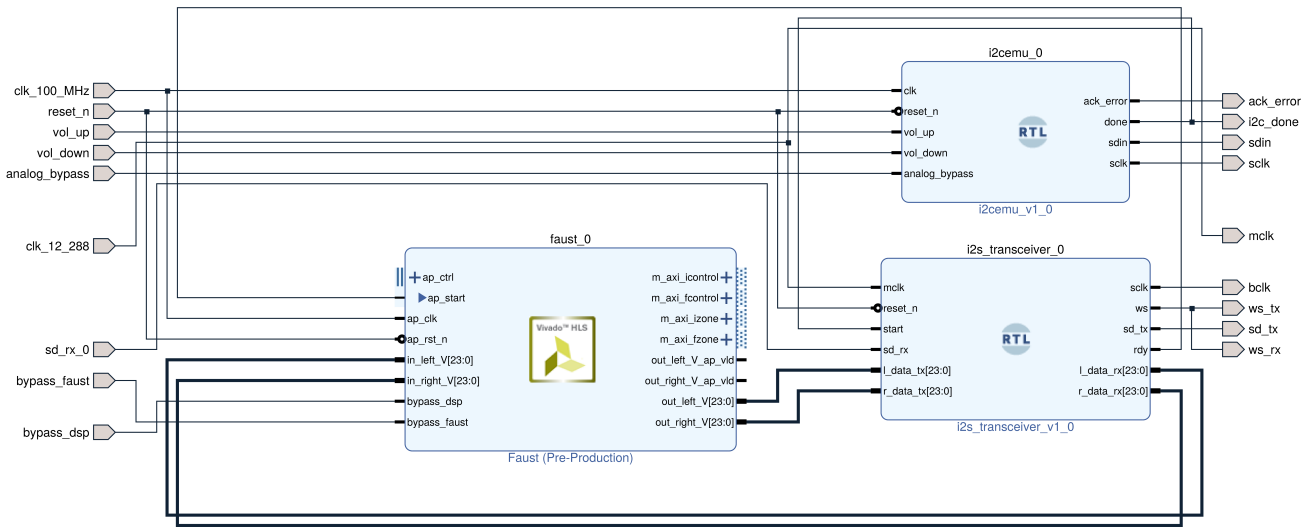 clk_100_MHz
reset_n
vol_up
vol_down
analog_bypass
clk_12_288
sd_rx_0
bypass_faust
bypass_dsp
faust_0
ap_ctrl
ap_start
ap_clk
ap_rst_n
in_left_V[23:0]
in_right_V[23:0]
bypass_dsp
bypass_faust
Vivado™ HLS
m_axi_icontrol
m_axi_fcontrol
m_axi_izone
m_axi_fzone
out_left_V_ap_vld
out_right_V_ap_vld
out_left_V[23:0]
out_right_V[23:0]
Faust (Pre-Production)
i2cemu_0
clk
reset_n
vol_up
vol_down
analog_bypass
RTL
ack_error
done
sdin
sclk
i2cemu_v1_0
i2s_transceiver_0
mclk
reset_n
start
sd_rx
l_data_tx[23:0]
r_data_tx[23:0]
RTL
sclk
ws
sd_tx
rdy
l_data_rx[23:0]
r_data_rx[23:0]
i2s_transceiver_v1_0
ack_error
i2c_done
sdin
sclk
mclk
bclk
ws_tx
sd_tx
ws_rx